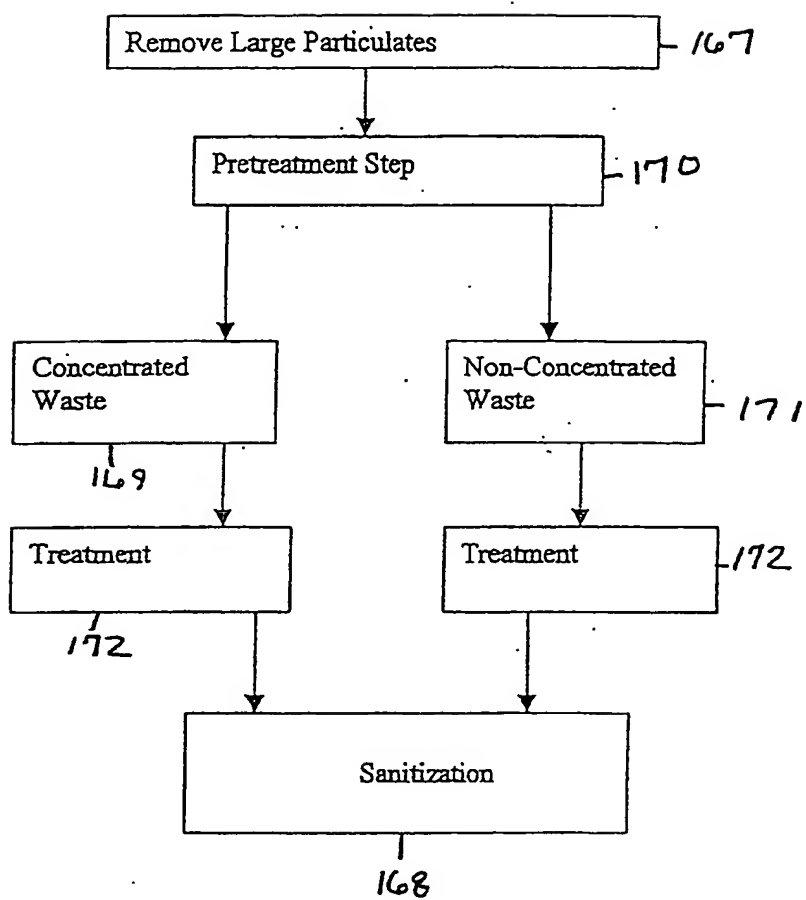 Remove Large Particulates
167
Pretreatment Step
170
Concentrated
Waste
Non-Concentrated
Waste
171
169
Treatment
Treatment
172
172
Sanitization
168